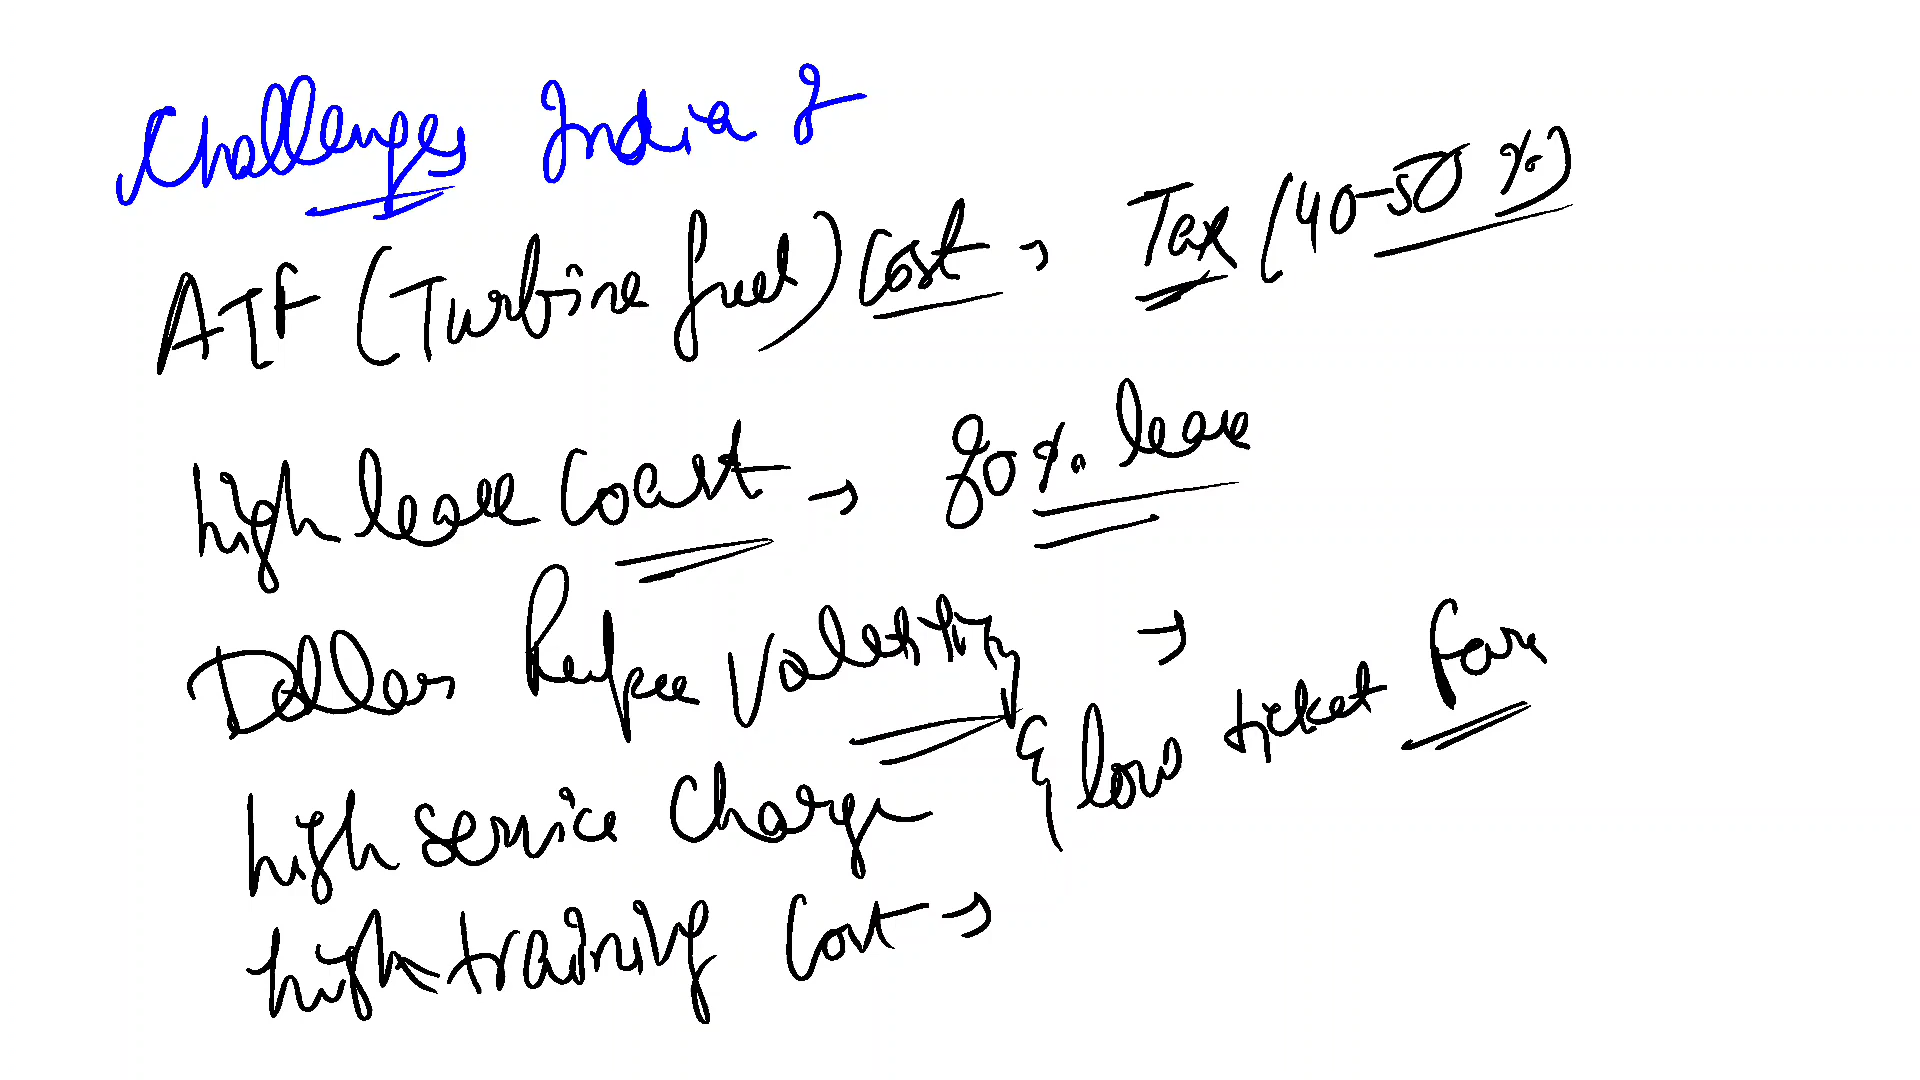 Challenges India
ATF (Turbine fuel) Cost → Tax (40-50%)
high lease Coast → 80% lease
Dollar Rupee Valatility →
low ticket fare
high service Charge
high training Cost →